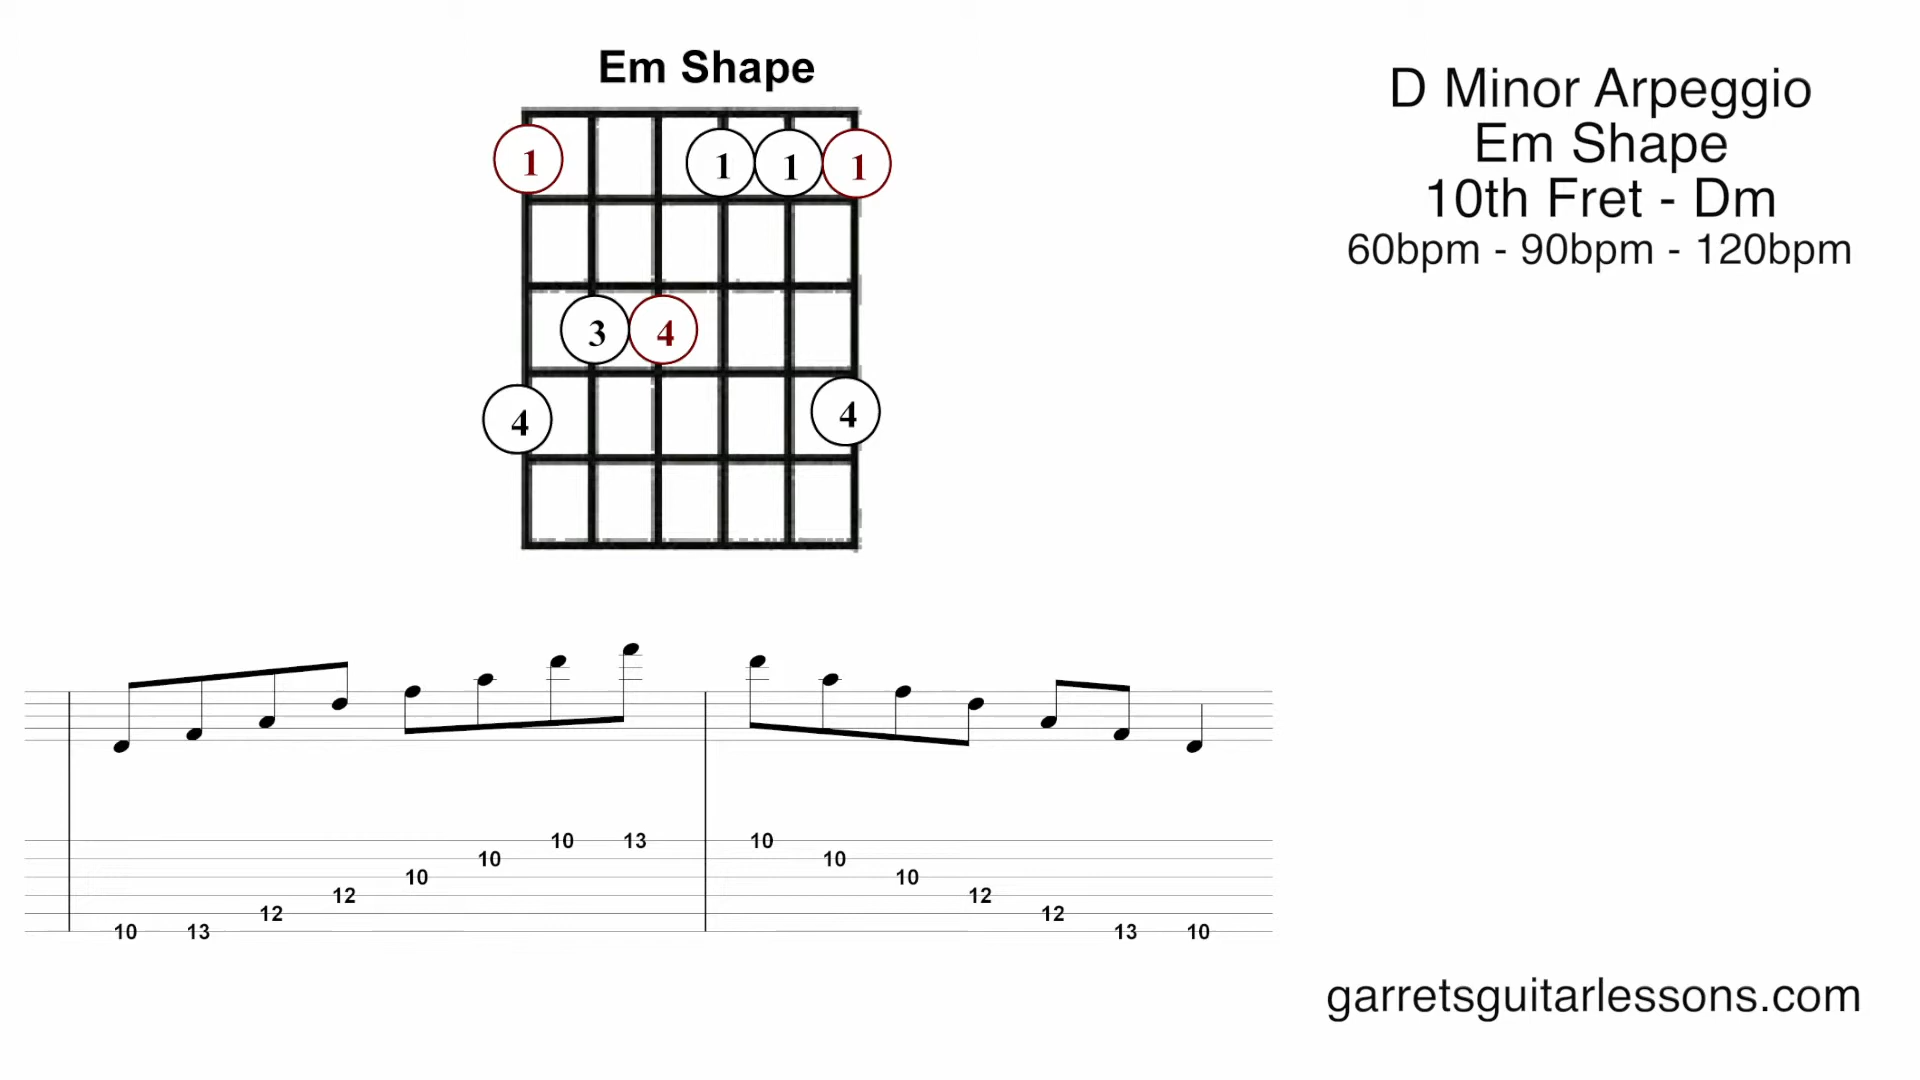 Em Shape
1 1 1 1
3 4
4 4
D Minor Arpeggio
Em Shape
10th Fret - Dm
60bpm - 90bpm - 120bpm
10 13 10
10 10
10 10
12 12
12 12
10 13 13 10
garretsguitarlessons.com